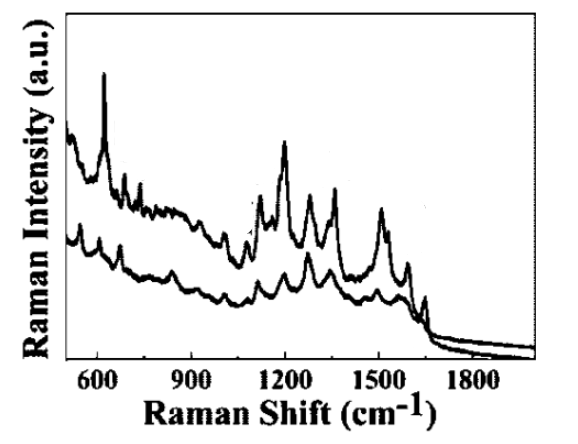 Raman Intensity (a.u.)
600 900 1200 1500 1800
Raman Shift (cm-1)